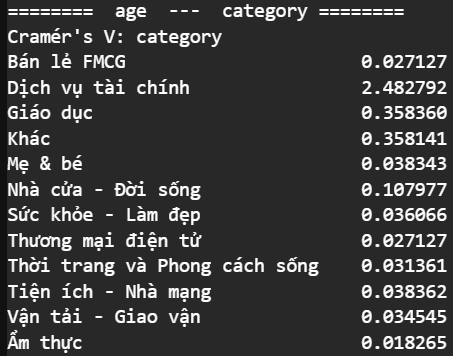 ======== age --- category ========
Cramér's V: category
Bán lẻ FMCG 0.027127
Dịch vụ tài chính 2.482792
Giáo dục 0.358360
Khác 0.358141
Mẹ & bé 0.038343
Nhà cửa - Đời sống 0.107977
Sức khỏe - Làm đẹp 0.036066
Thương mại điện tử 0.027127
Thời trang và Phong cách sống 0.031361
Tiện ích - Nhà mạng 0.038362
Vận tải - Giao vận 0.034545
Ẩm thực 0.018265